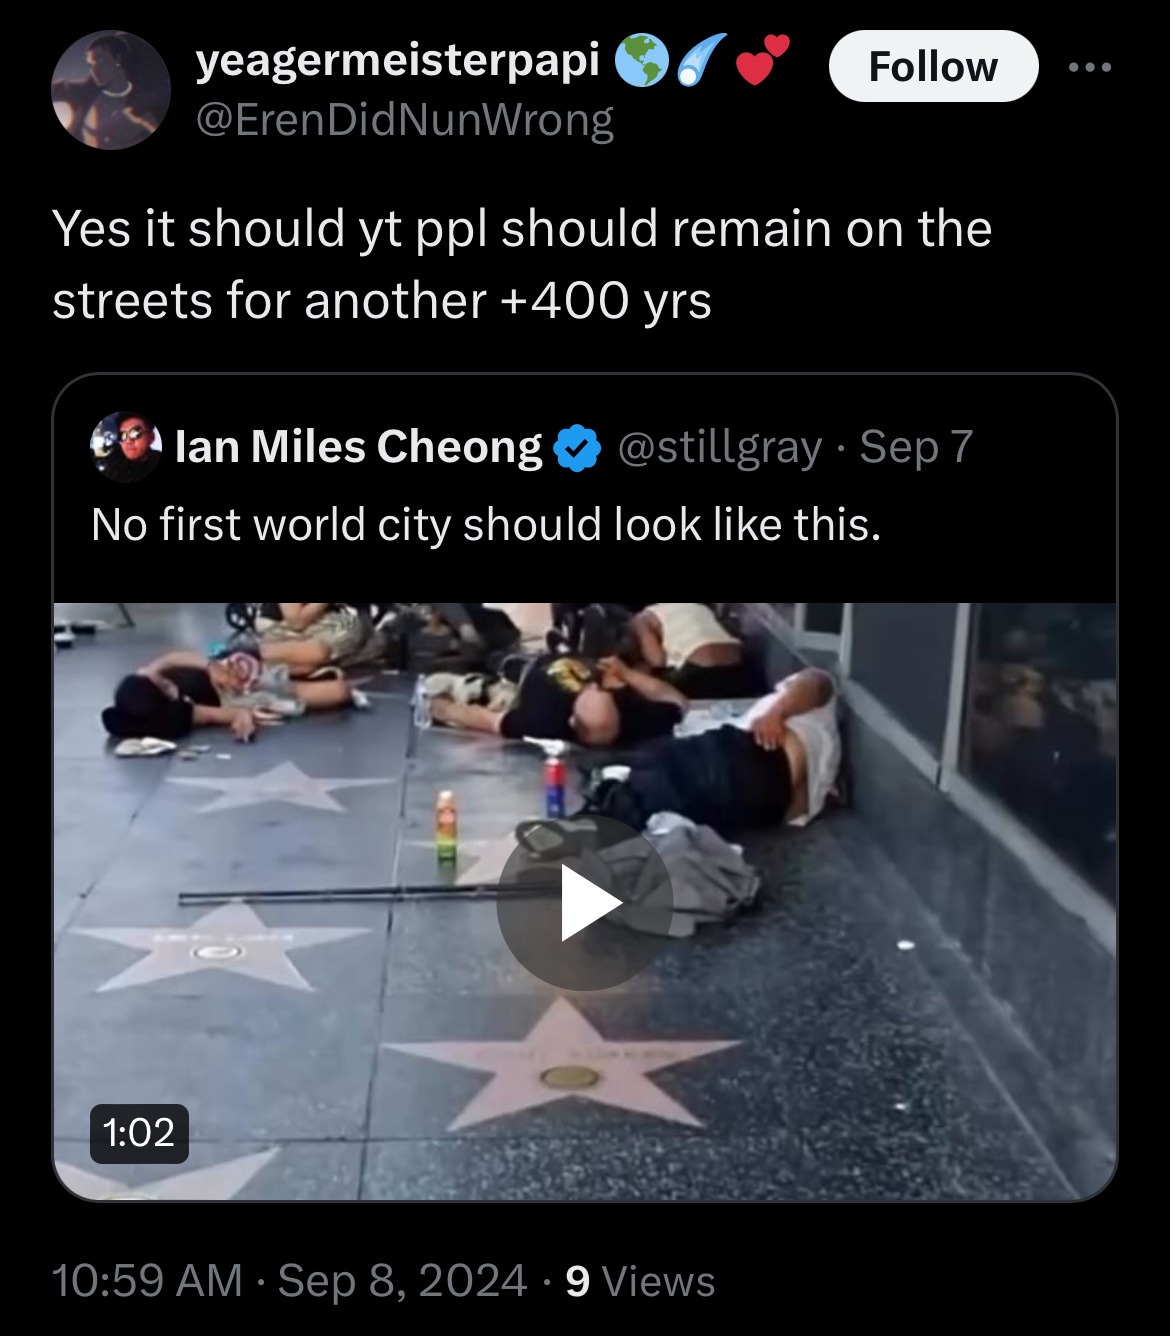 yeagermeisterpapi 🌎☄️💕
Follow
@ErenDidNunWrong
Yes it should yt ppl should remain on the
streets for another +400 yrs
Ian Miles Cheong @stillgray · Sep 7
No first world city should look like this.
1:02
10:59 AM · Sep 8, 2024 · 9 Views